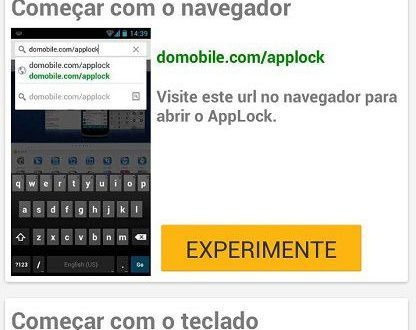 Começar com o navegador
14:39
domobile.com/applock
domobile.com/applock
domobile.com/applock
domobile.com/applock
domobile.com/applock
Visite este url no navegador para
abrir o AppLock.
q w e r t y u i o p
a s d f g h j k l
z x c v b n m
?123 / English (US) . Go
EXPERIMENTE
Começar com o teclado